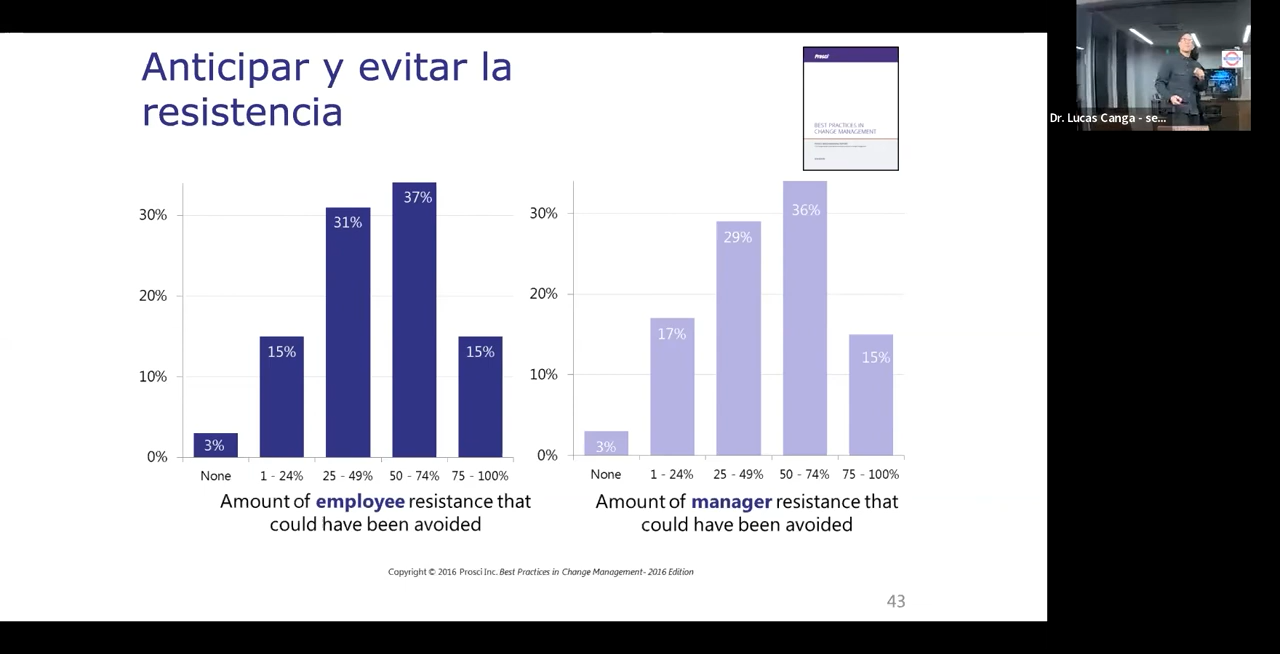 Anticipar y evitar la
resistencia
Prosci
BEST PRACTICES IN
CHANGE MANAGEMENT
Dr. Lucas Canga - se...
30%
20%
10%
0%
3%
15%
31%
37%
15%
None
1 - 24%
25 - 49%
50 - 74%
75 - 100%
Amount of employee resistance that
could have been avoided
30%
20%
10%
0%
3%
17%
29%
36%
15%
None
1 - 24%
25 - 49%
50 - 74%
75 - 100%
Amount of manager resistance that
could have been avoided
Copyright © 2016 Prosci Inc. Best Practices in Change Management- 2016 Edition
43